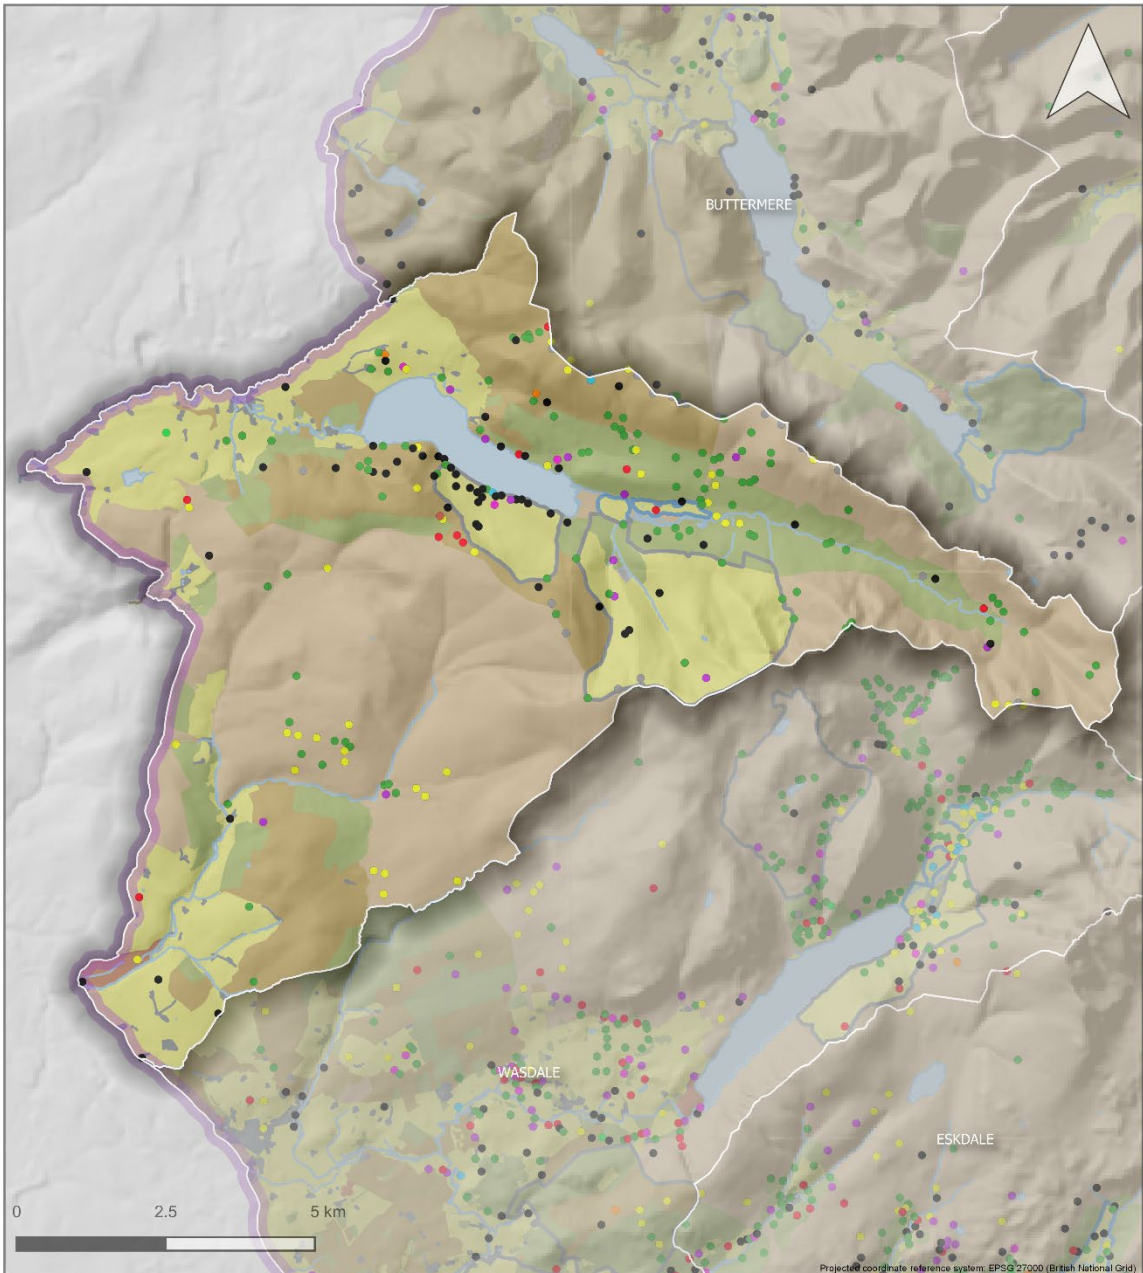 BUTTERMERE
WASDALE
ESKDALE
0 2.5 5 km
Projected coordinate reference system: EPSG 27000 (British National Grid)